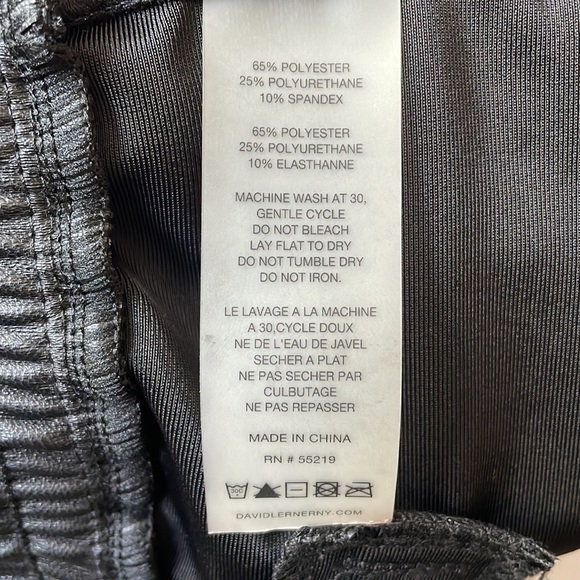 65% POLYESTER
25% POLYURETHANE
10% SPANDEX
65% POLYESTER
25% POLYURETHANE
10% ELASTHANNE
MACHINE WASH AT 30,
GENTLE CYCLE
DO NOT BLEACH
LAY FLAT TO DRY
DO NOT TUMBLE DRY
DO NOT IRON.
LE LAVAGE A LA MACHINE
A 30,CYCLE DOUX
NE DE L'EAU DE JAVEL
SECHER A PLAT
NE PAS SECHER PAR
CULBUTAGE
NE PAS REPASSER
MADE IN CHINA
RN # 55219
DAVIDLERNERNY.COM